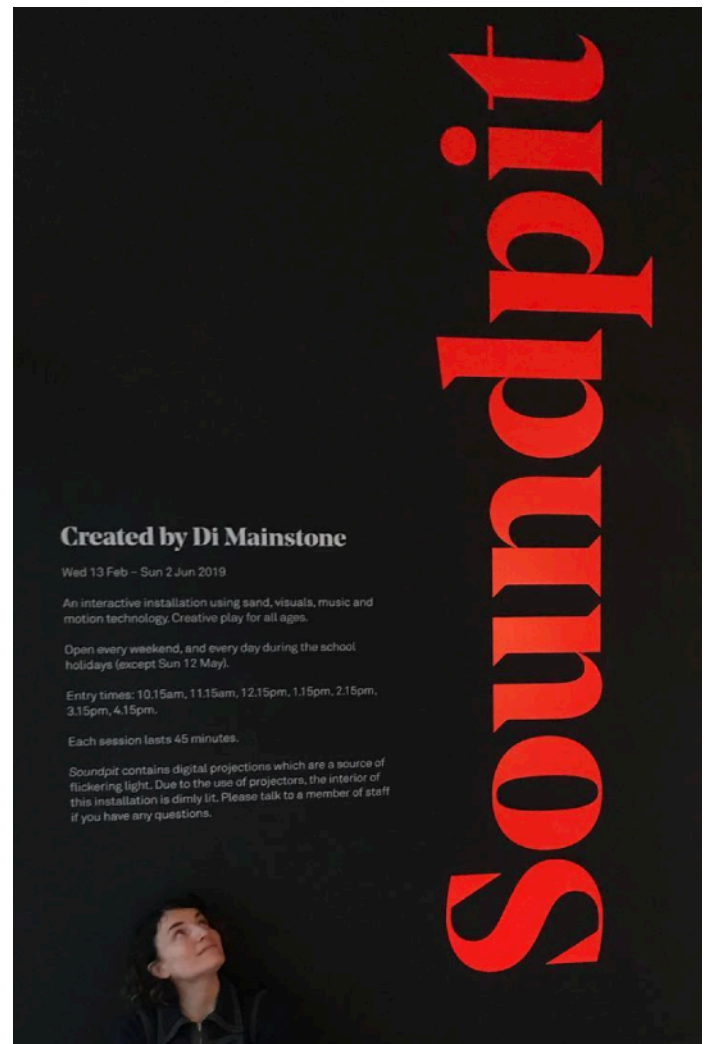 Soundpit
Created by Di Mainstone
Wed 13 Feb – Sun 2 Jun 2019
An interactive installation using sand, visuals, music and
motion technology. Creative play for all ages.
Open every weekend, and every day during the school
holidays (except Sun 12 May).
Entry times: 10.15am, 11.15am, 12.15pm, 1.15pm, 2.15pm,
3.15pm, 4.15pm.
Each session lasts 45 minutes.
Soundpit contains digital projections which are a source of
flickering light. Due to the use of projectors, the interior of
this installation is dimly lit. Please talk to a member of staff
if you have any questions.